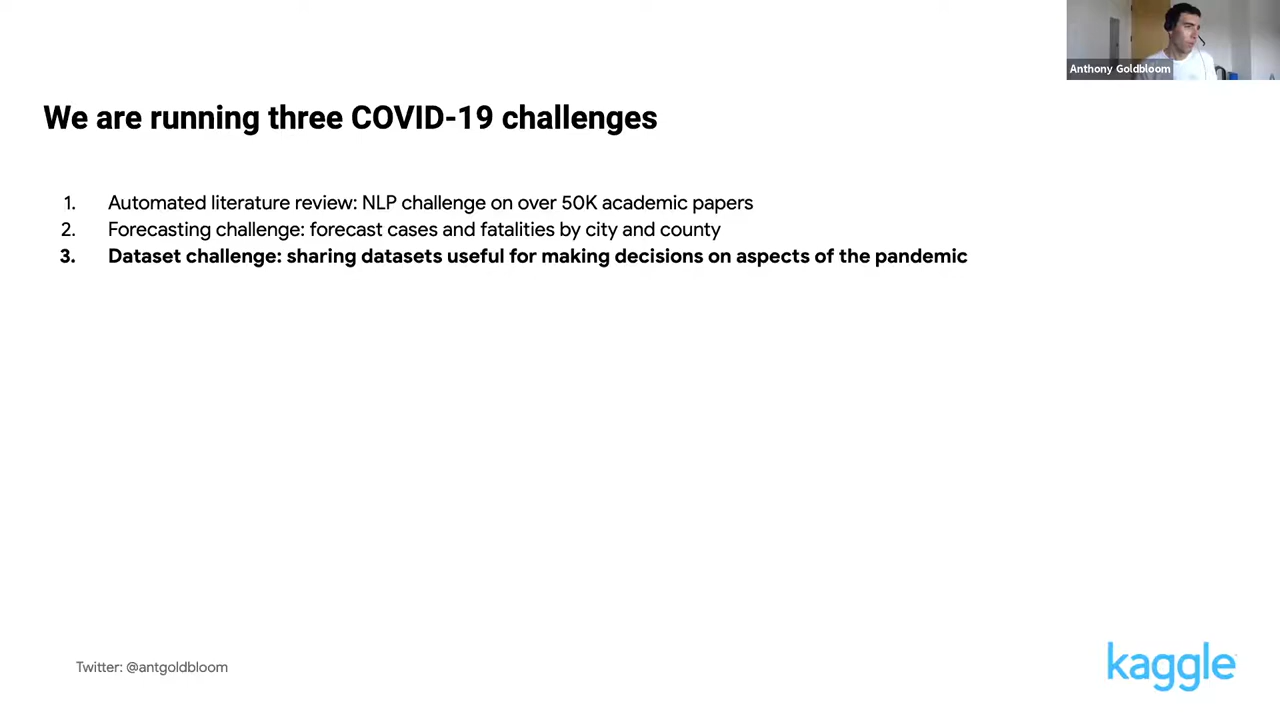 Anthony Goldbloom
We are running three COVID-19 challenges
1. Automated literature review: NLP challenge on over 50K academic papers
2. Forecasting challenge: forecast cases and fatalities by city and county
3. Dataset challenge: sharing datasets useful for making decisions on aspects of the pandemic
Twitter: @antgoldbloom
kaggle